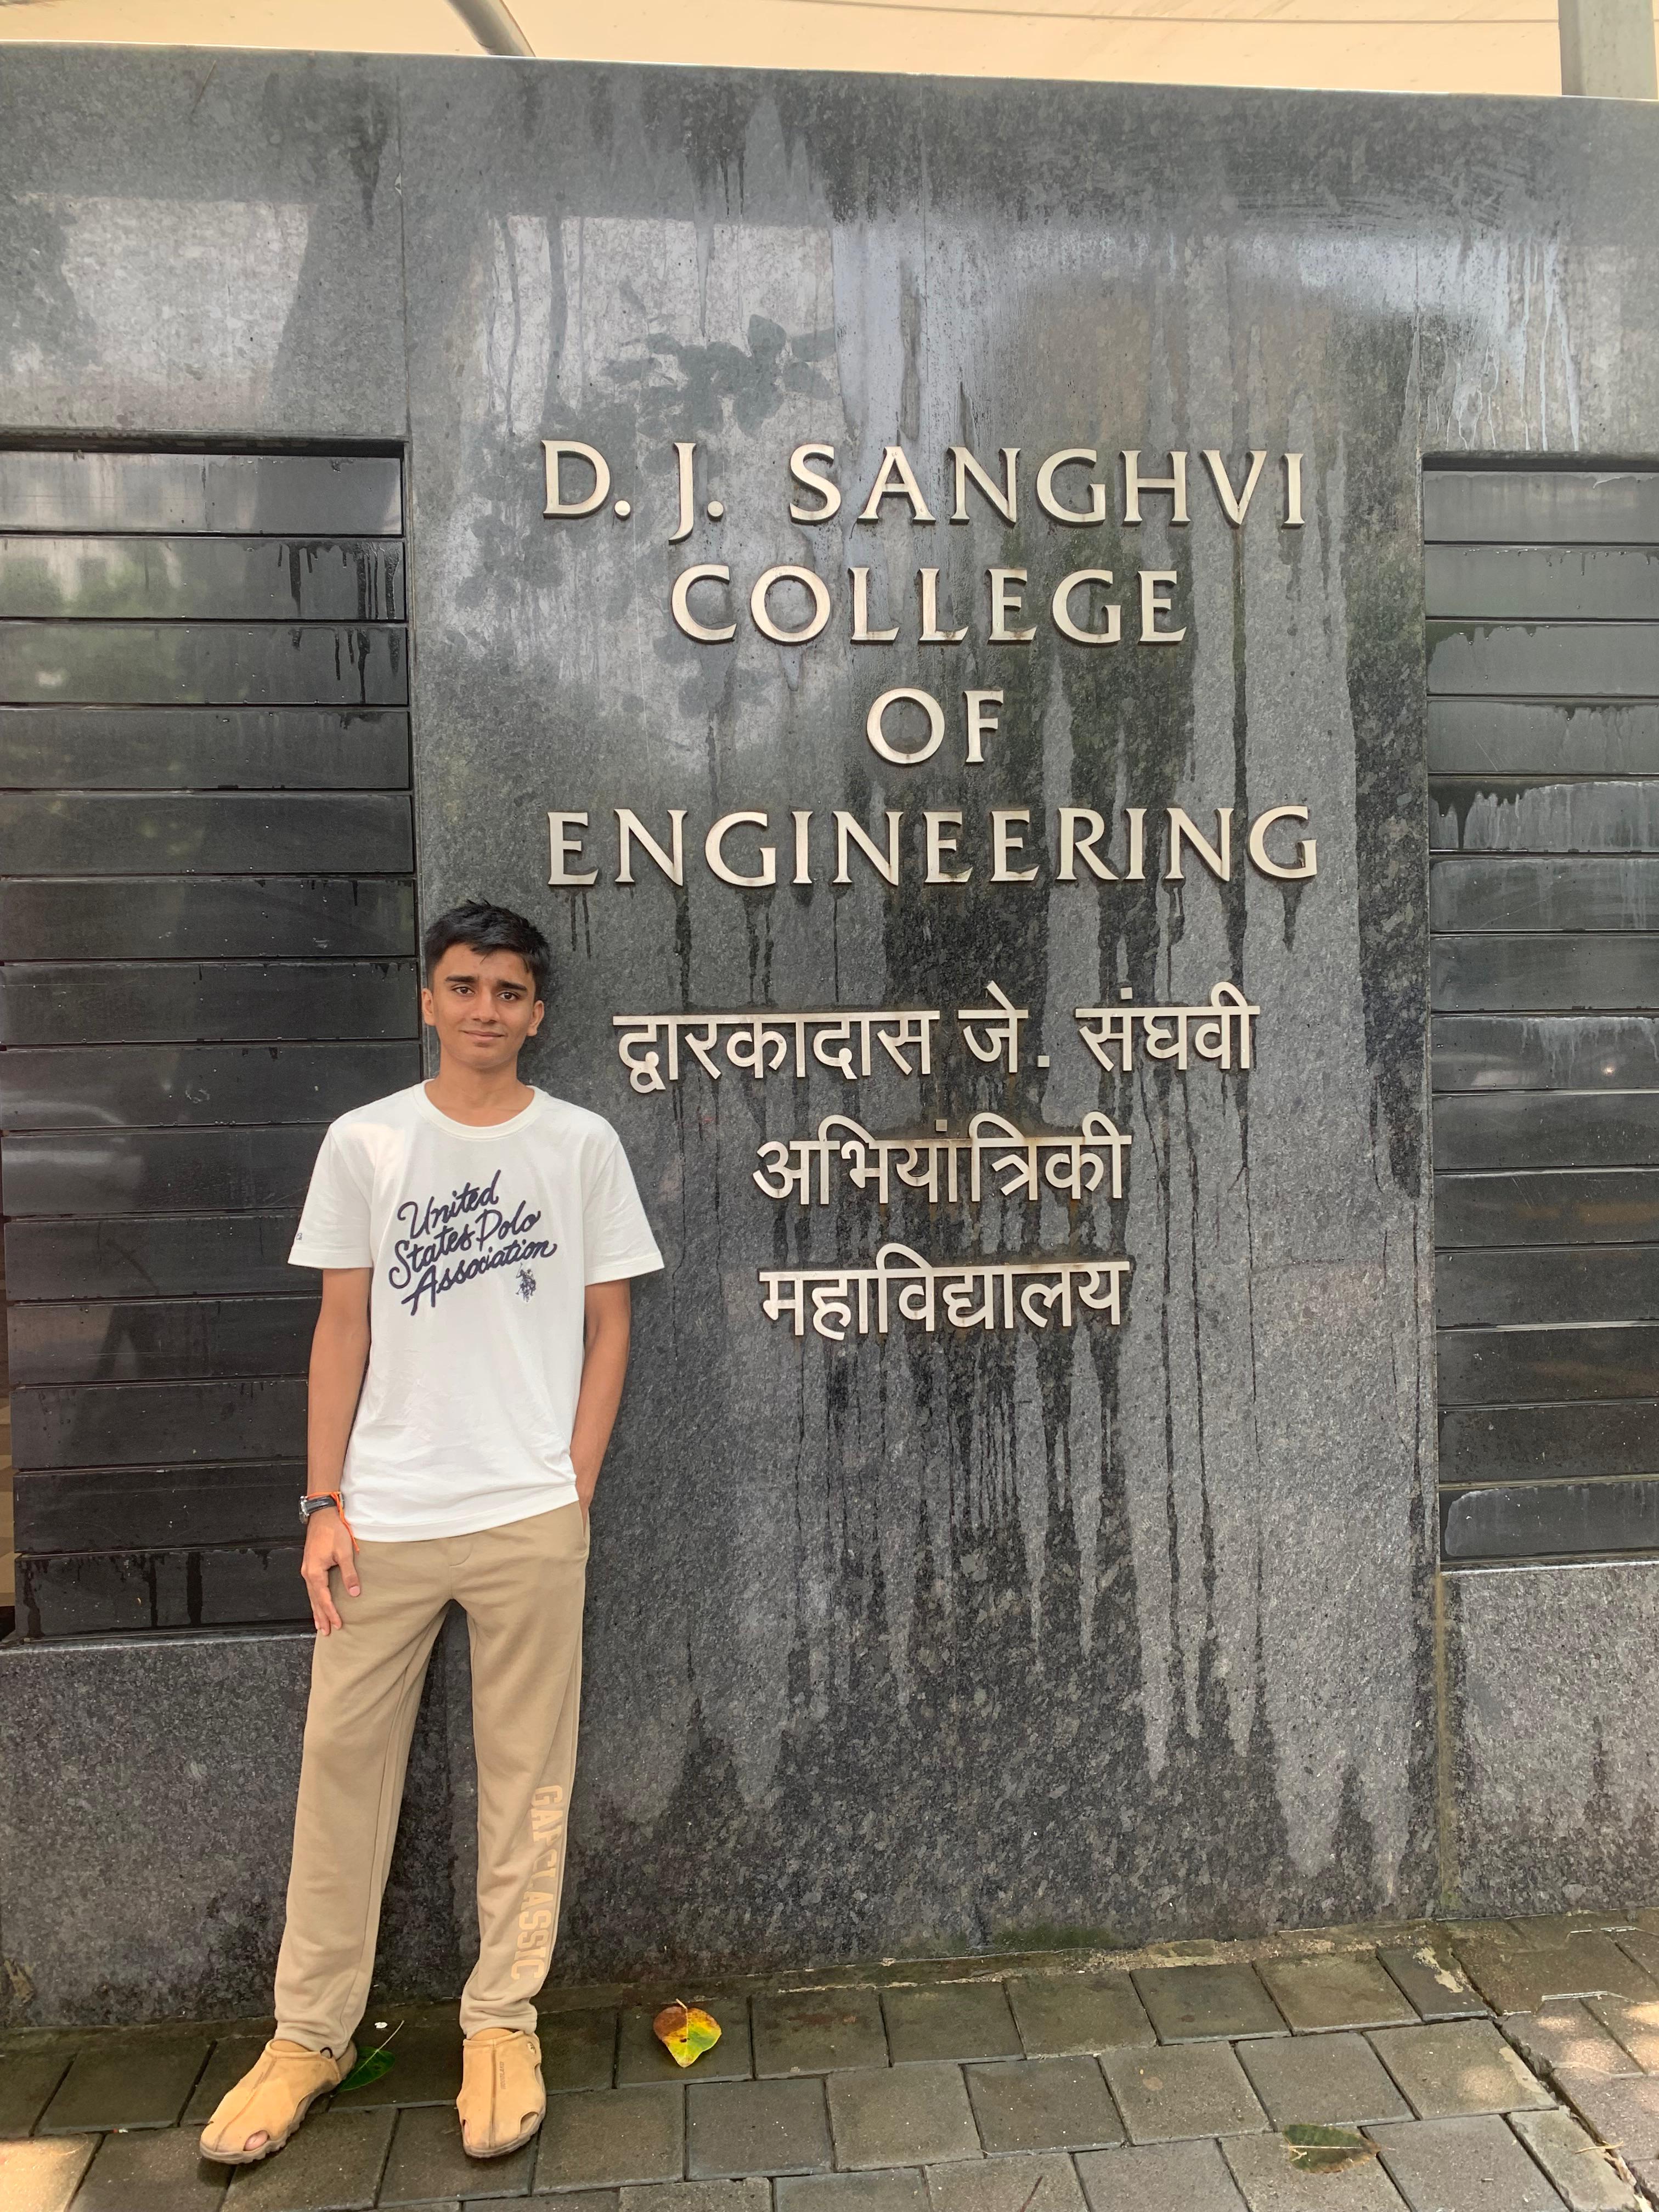 D. J. SANGHVI
COLLEGE
OF
ENGINEERING
द्वारकादास जे. संघवी
अभियांत्रिकी
महाविद्यालय
United
States Polo
Association
GAP CLASSIC